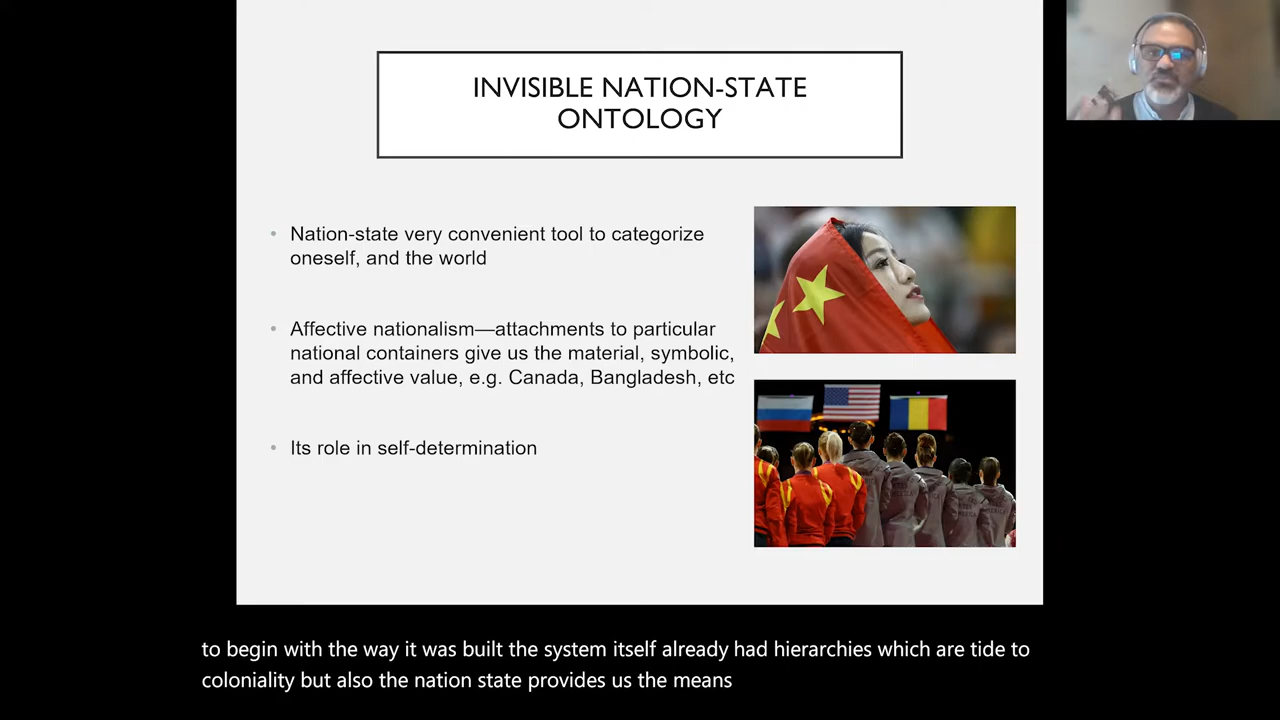 INVISIBLE NATION-STATE
ONTOLOGY
• Nation-state very convenient tool to categorize
oneself, and the world
• Affective nationalism—attachments to particular
national containers give us the material, symbolic,
and affective value, e.g. Canada, Bangladesh, etc
• Its role in self-determination
to begin with the way it was built the system itself already had hierarchies which are tide to
coloniality but also the nation state provides us the means